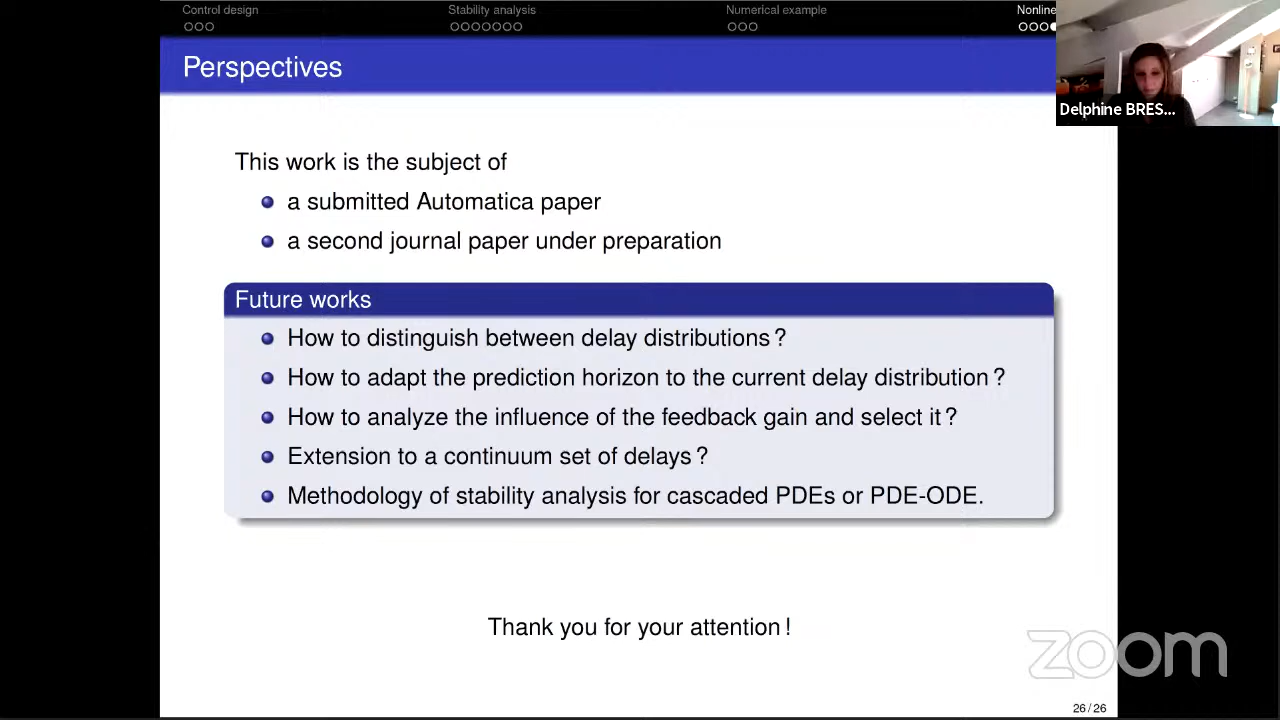 Control design
Stability analysis
Numerical example
Nonline
Perspectives
Delphine BRES...
This work is the subject of
a submitted Automatica paper
a second journal paper under preparation
Future works
How to distinguish between delay distributions ?
How to adapt the prediction horizon to the current delay distribution ?
How to analyze the influence of the feedback gain and select it ?
Extension to a continuum set of delays ?
Methodology of stability analysis for cascaded PDEs or PDE-ODE.
Thank you for your attention !
zoom
26 / 26